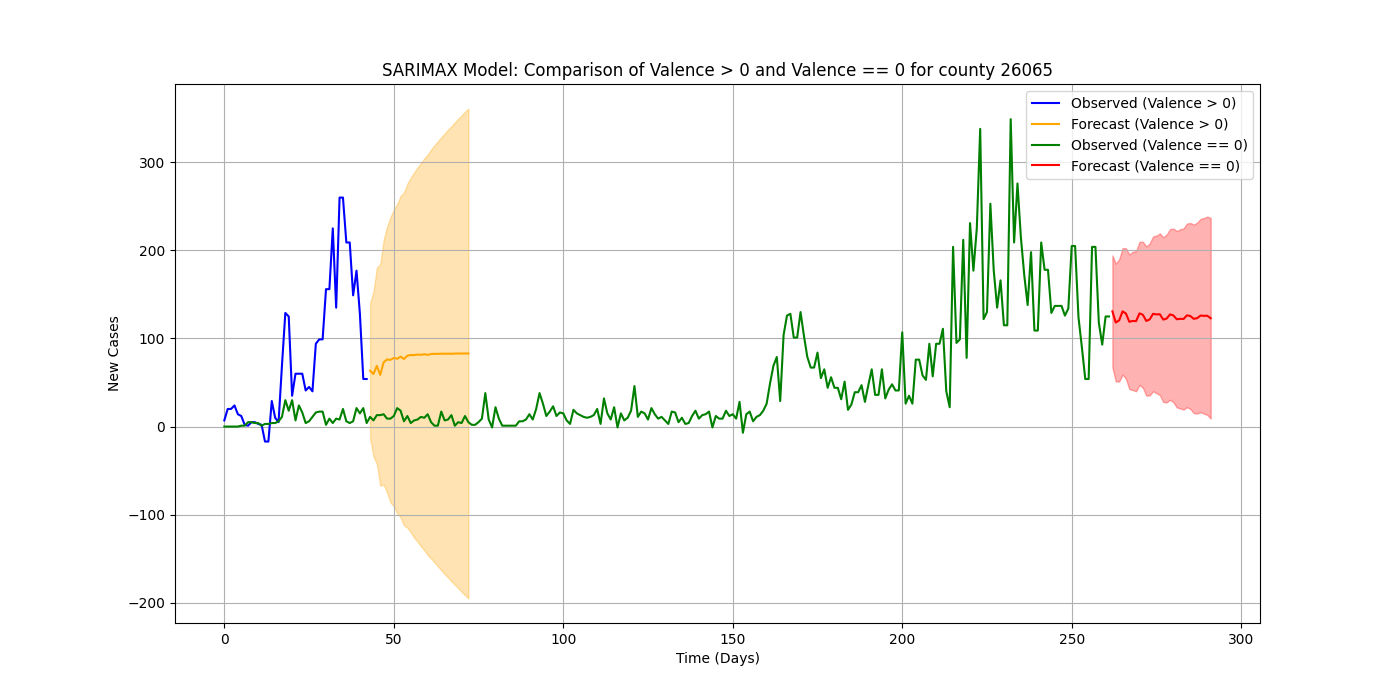 SARIMAX Model: Comparison of Valence > 0 and Valence == 0 for county 26065
Observed (Valence > 0)
Forecast (Valence > 0)
Observed (Valence == 0)
Forecast (Valence == 0)
New Cases
300
200
100
0
−100
−200
0
50
100
150
200
250
300
Time (Days)